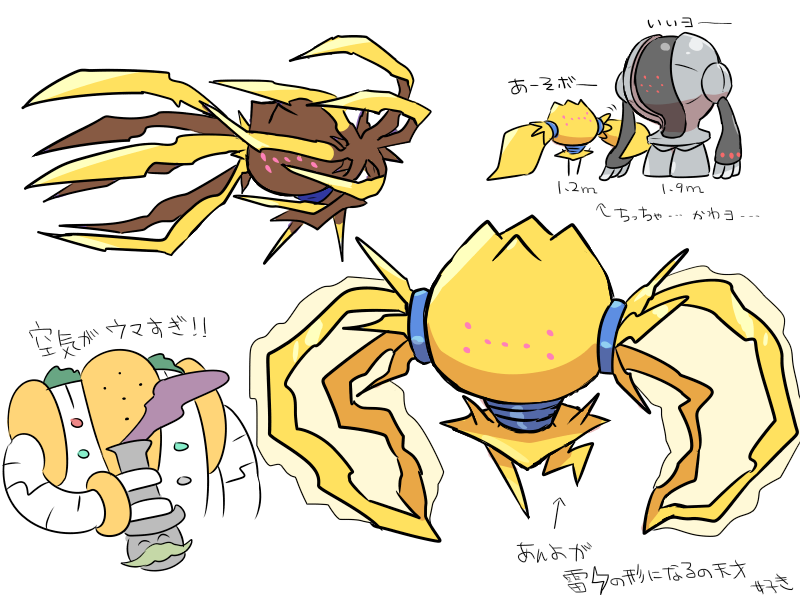 いいヨー
あーそボー
1.2m
1.9m
ちっちゃ… かわヨ…
空気が ウマすぎ!!
あんよが
雷の形になるの天才
好き